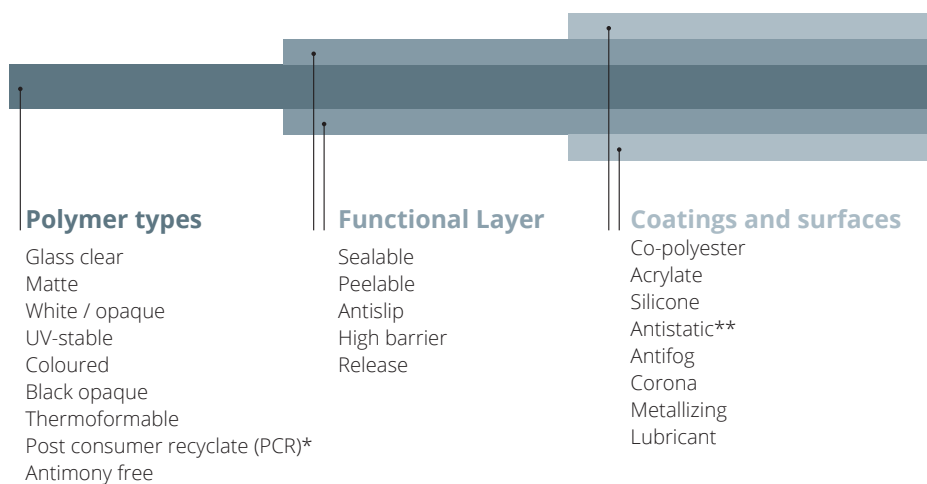 Polymer types
Glass clear
Matte
White / opaque
UV-stable
Coloured
Black opaque
Thermoformable
Post consumer recyclate (PCR)*
Antimony free
Functional Layer
Sealable
Peelable
Antislip
High barrier
Release
Coatings and surfaces
Co-polyester
Acrylate
Silicone
Antistatic**
Antifog
Corona
Metallizing
Lubricant